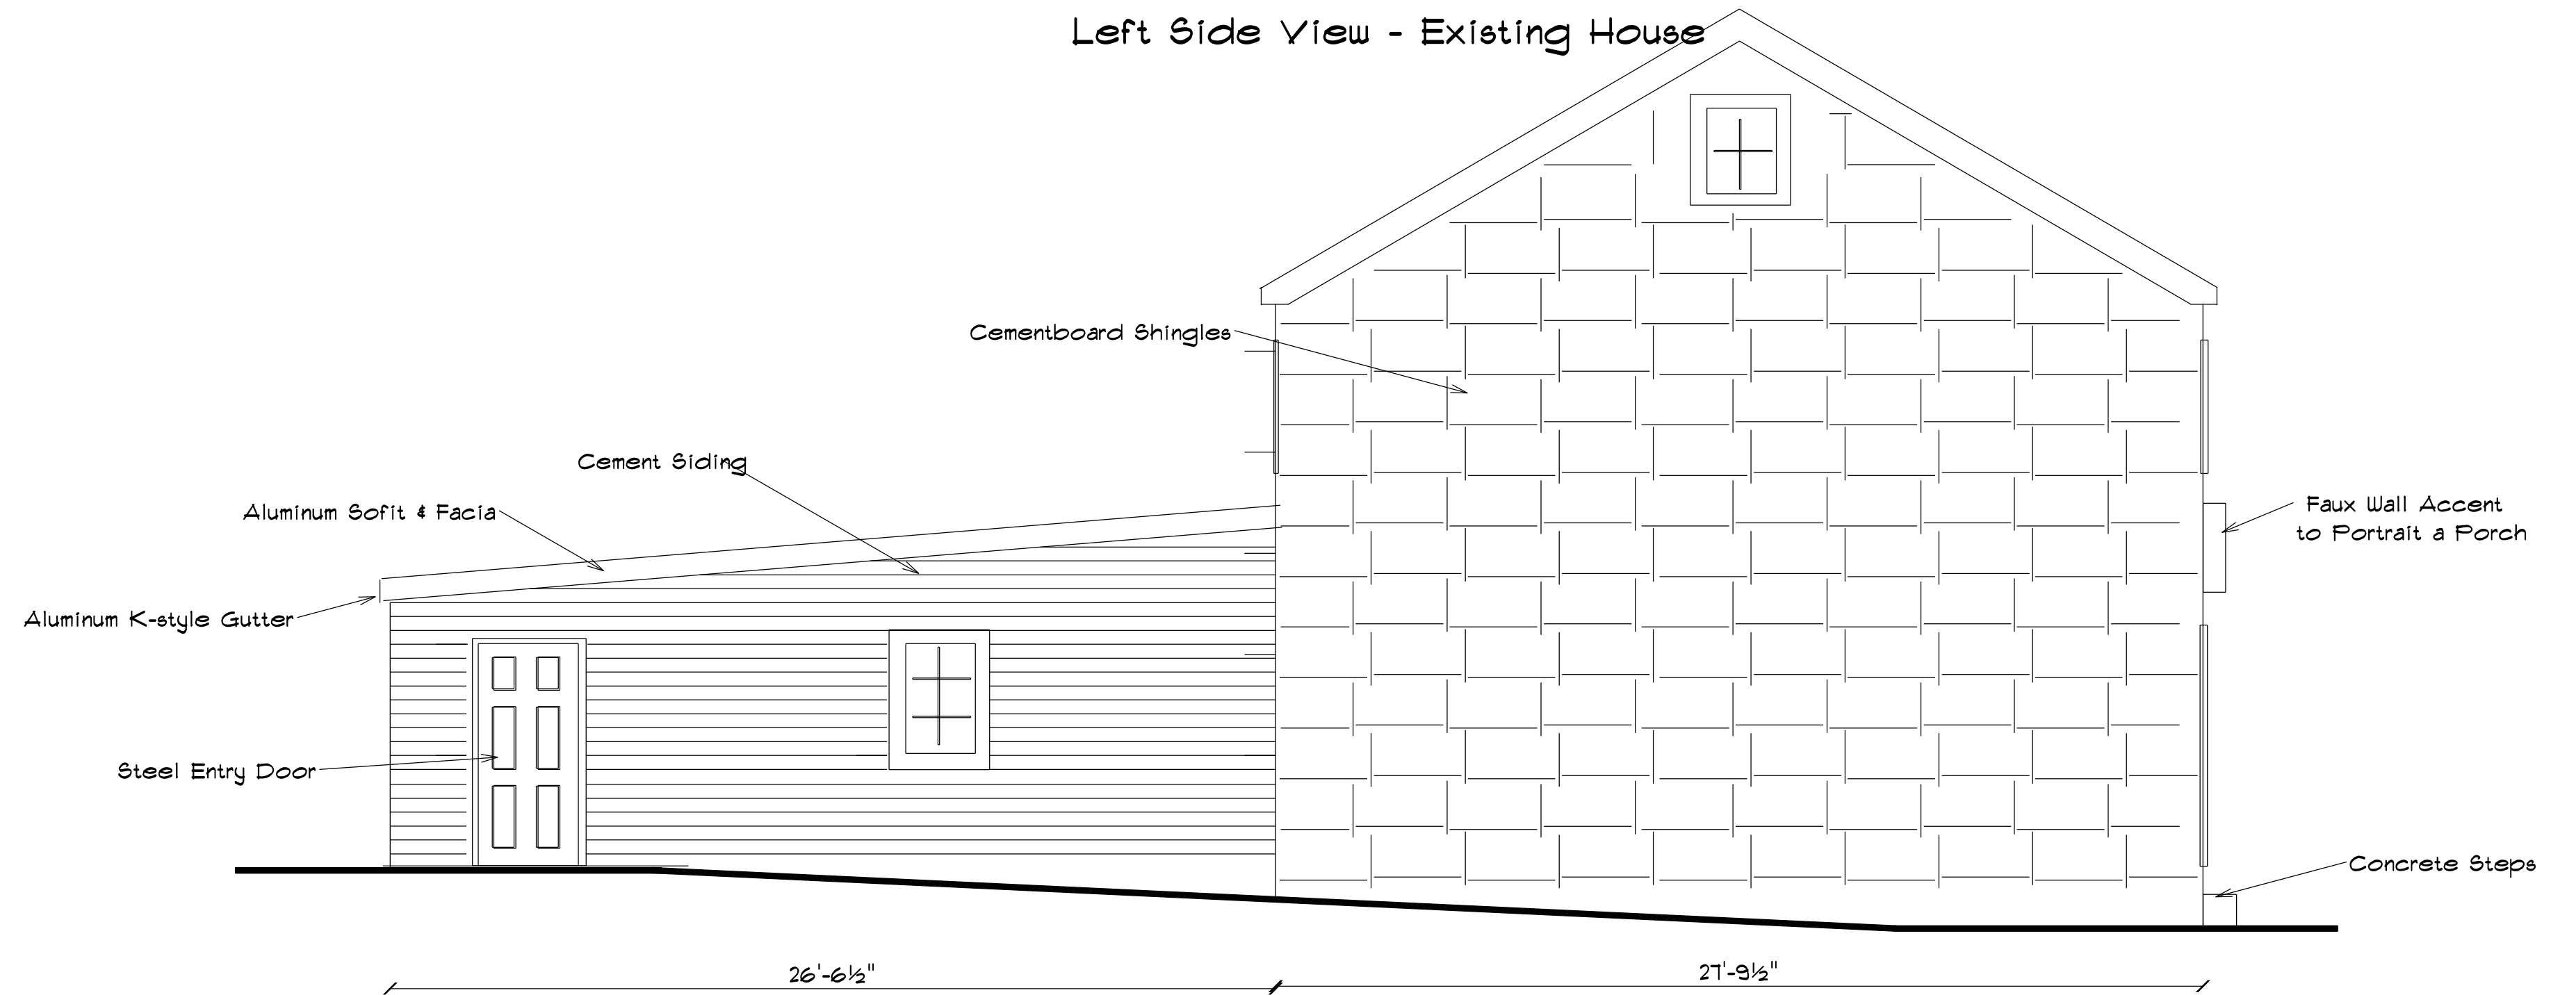 Left Side View - Existing House
Cementboard Shingles
Cement Siding
Aluminum Sofit & Facia
Faux Wall Accent
to Portrait a Porch
Aluminum K-style Gutter
Steel Entry Door
Concrete Steps
26'-6½"
27'-9½"